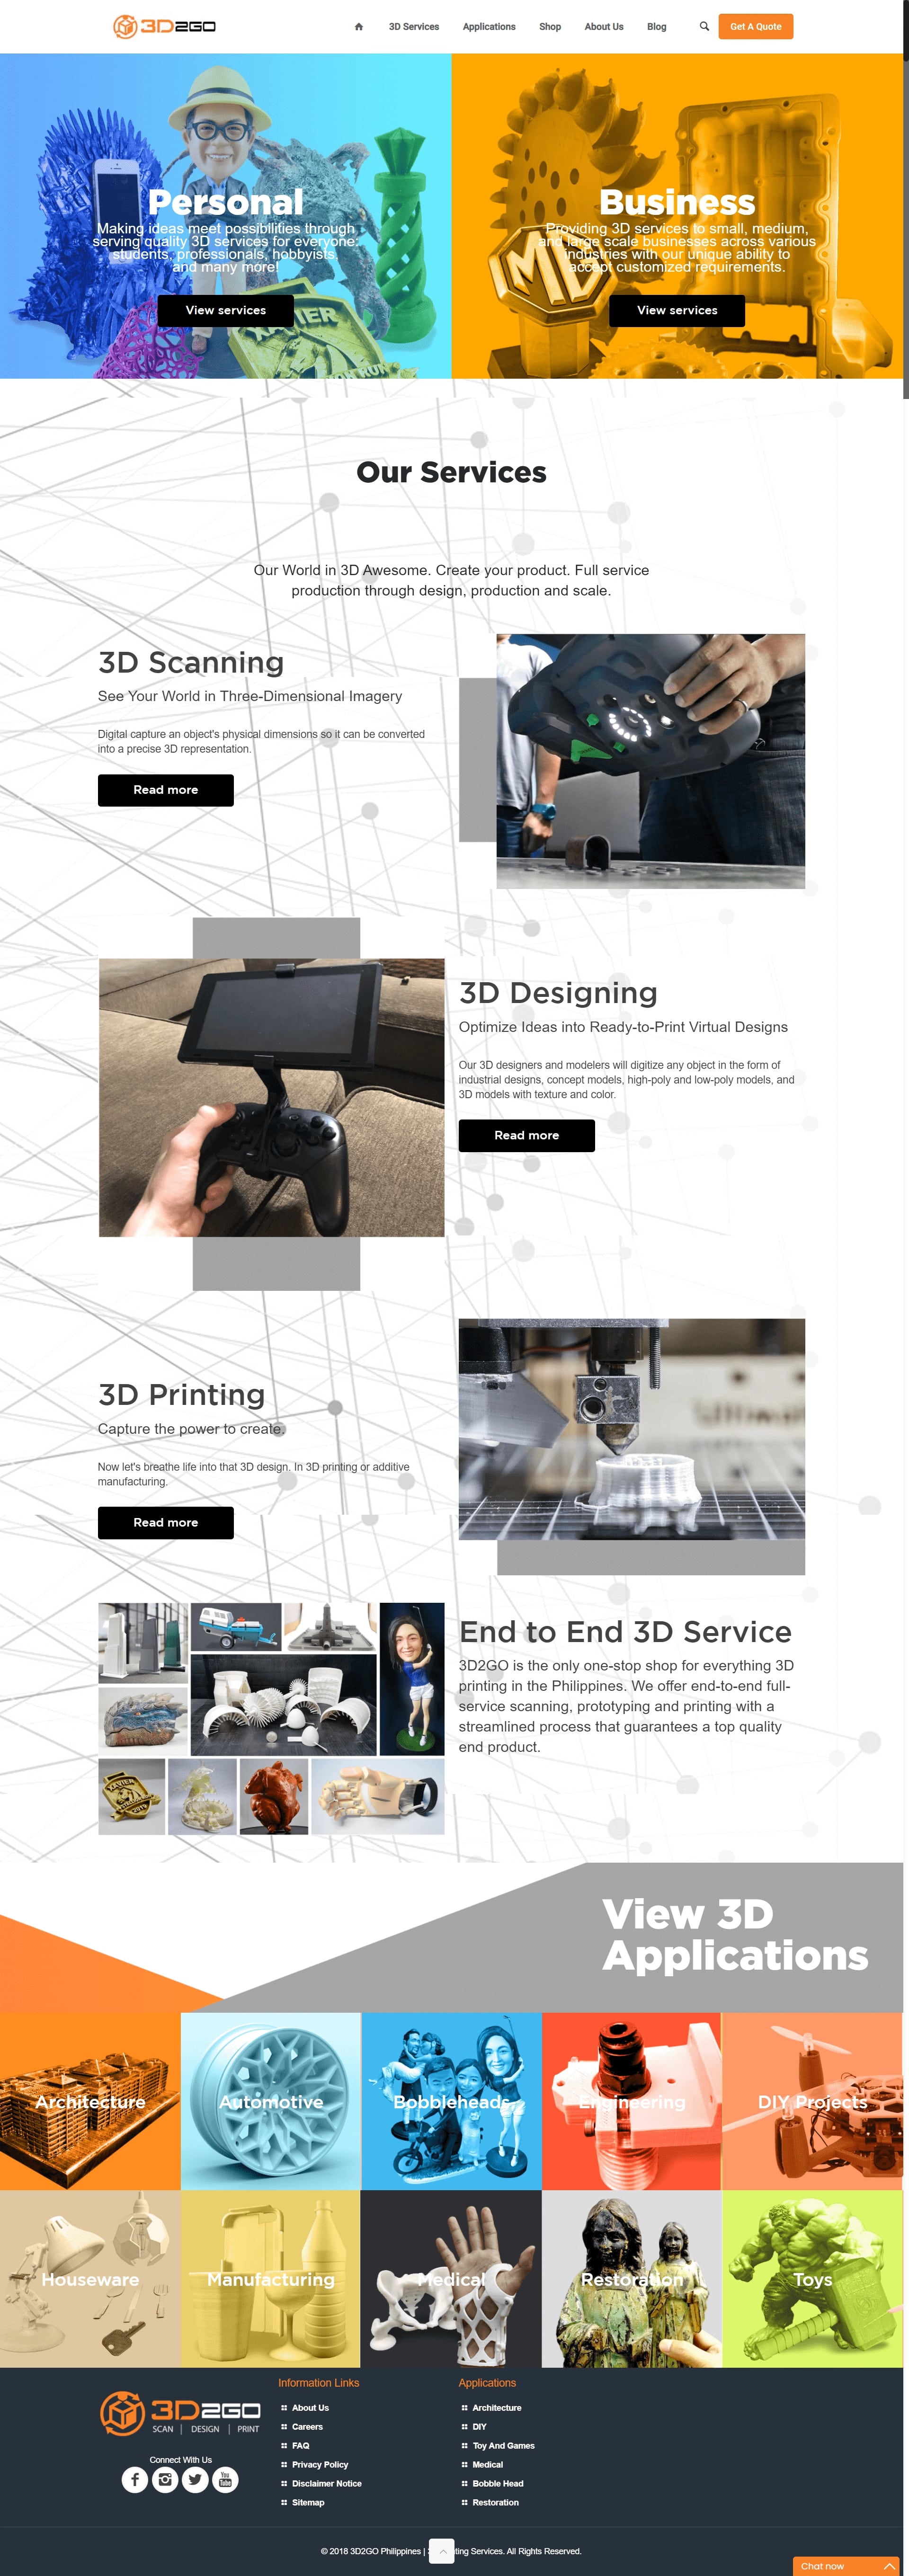 3D2GO
3D Services
Applications
Shop
About Us
Blog
Get A Quote
Personal
Making ideas meet possibilities through
serving quality 3D services for everyone:
students, professionals, hobbyists,
and many more!
View services
Business
Providing 3D services to small, medium,
and large scale businesses across various
industries with our unique ability to
accept customized requirements.
View services
Our Services
Our World in 3D Awesome. Create your product. Full service
production through design, production and scale.
3D Scanning
See Your World in Three-Dimensional Imagery
Digital capture an object's physical dimensions so it can be converted
into a precise 3D representation.
Read more
3D Designing
Optimize Ideas into Ready-to-Print Virtual Designs
Our 3D designers and modelers will digitize any object in the form of
industrial designs, concept models, high-poly and low-poly models, and
3D models with texture and color.
Read more
3D Printing
Capture the power to create.
Now let's breathe life into that 3D design. In 3D printing or additive
manufacturing.
Read more
End to End 3D Service
3D2GO is the only one-stop shop for everything 3D
printing in the Philippines. We offer end-to-end full-
service scanning, prototyping and printing with a
streamlined process that guarantees a top quality
end product.
View 3D
Applications
Architecture
Automotive
Bobbleheads
Engineering
DIY Projects
Houseware
Manufacturing
Medical
Restoration
Toys
3D2GO
SCAN | DESIGN | PRINT
Connect With Us
You
Tube
Information Links
About Us
Careers
FAQ
Privacy Policy
Disclaimer Notice
Sitemap
Applications
Architecture
DIY
Toy And Games
Medical
Bobble Head
Restoration
© 2018 3D2GO Philippines | ting Services. All Rights Reserved.
Chat now